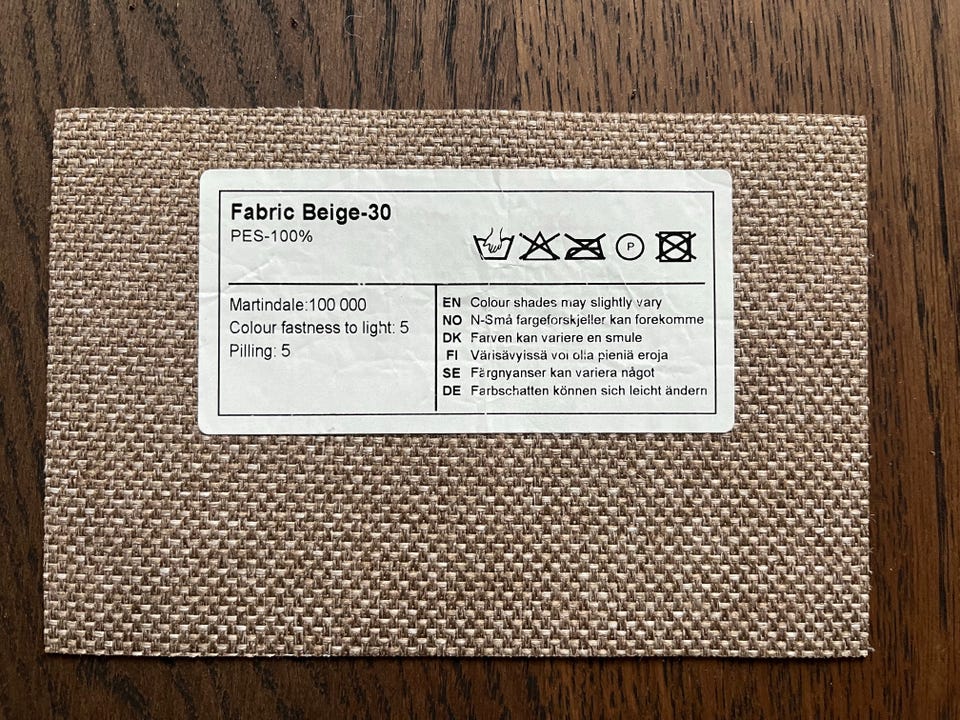 Fabric Beige-30
PES-100%
P
Martindale:100 000
Colour fastness to light: 5
Pilling: 5
EN Colour shades may slightly vary
NO N-Små fargeforskjeller kan forekomme
DK Farven kan variere en smule
FI Värisävyissä voi olla pieniä eroja
SE Färgnyanser kan variera något
DE Farbschatten können sich leicht ändern